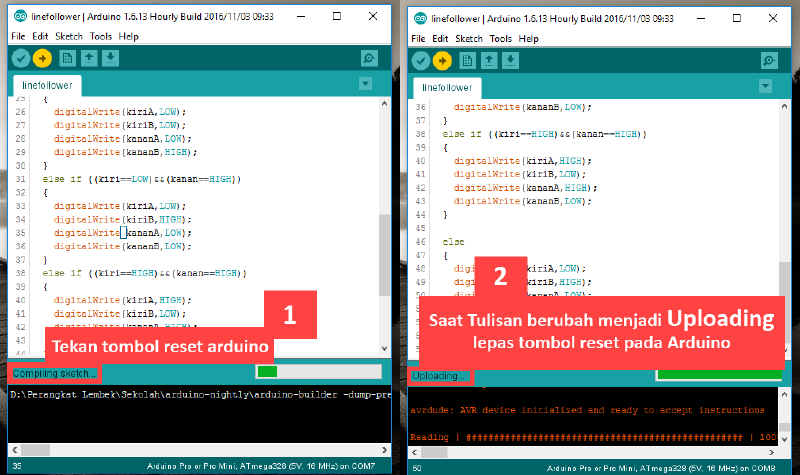 linefollower | Arduino 1.6.13 Hourly Build 2016/11/03 09:33
File Edit Sketch Tools Help
linefollower
25 {
26 digitalWrite(kiriA,LOW);
27 digitalWrite(kiriB,LOW);
28 digitalWrite(kananA,LOW);
29 digitalWrite(kananB,HIGH);
30 }
31 else if ((kiri==LOW)&&(kanan==HIGH))
32 {
33 digitalWrite(kiriA,LOW);
34 digitalWrite(kiriB,HIGH);
35 digitalWrite(kananA,LOW);
36 digitalWrite(kananB,LOW);
37 }
38 else if ((kiri==HIGH)&&(kanan==HIGH))
39 {
40 digitalWrite(kiriA,HIGH);
41 digitalWrite(kiriB,LOW);
42 digitalWrite(kananA,HIGH);
1
Tekan tombol reset arduino
Compiling sketch...
D:\Perangkat Lembek\Sekolah\arduino-nightly\arduino-builder -dump-pre
35
Arduino Pro or Pro Mini, ATmega328 (5V, 16 MHz) on COM7
linefollower | Arduino 1.6.13 Hourly Build 2016/11/03 09:33
File Edit Sketch Tools Help
linefollower
36 digitalWrite(kananB,LOW);
37 }
38 else if ((kiri==HIGH)&&(kanan==HIGH))
39 {
40 digitalWrite(kiriA,HIGH);
41 digitalWrite(kiriB,LOW);
42 digitalWrite(kananA,HIGH);
43 digitalWrite(kananB,LOW);
44 }
45
46 else
47 {
48 kiriA,LOW);
49 kiriB,HIGH);
50
2
Saat Tulisan berubah menjadi Uploading
lepas tombol reset pada Arduino
Uploading...
avrdude: AVR device initialized and ready to accept instructions
Reading | ################################################## | 100
50
Arduino Pro or Pro Mini, ATmega328 (5V, 16 MHz) on COM8